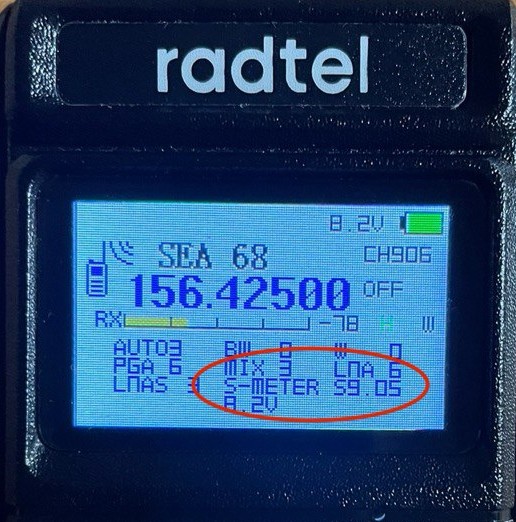 radtel
8.2V
SEA 68 CH906
156.42500 OFF
RX -78 H W
AUTO3 BW 0 W 0
PGA 6 MIX 3 LNA 6
LNAS 3 S-METER S9.05
8.2V